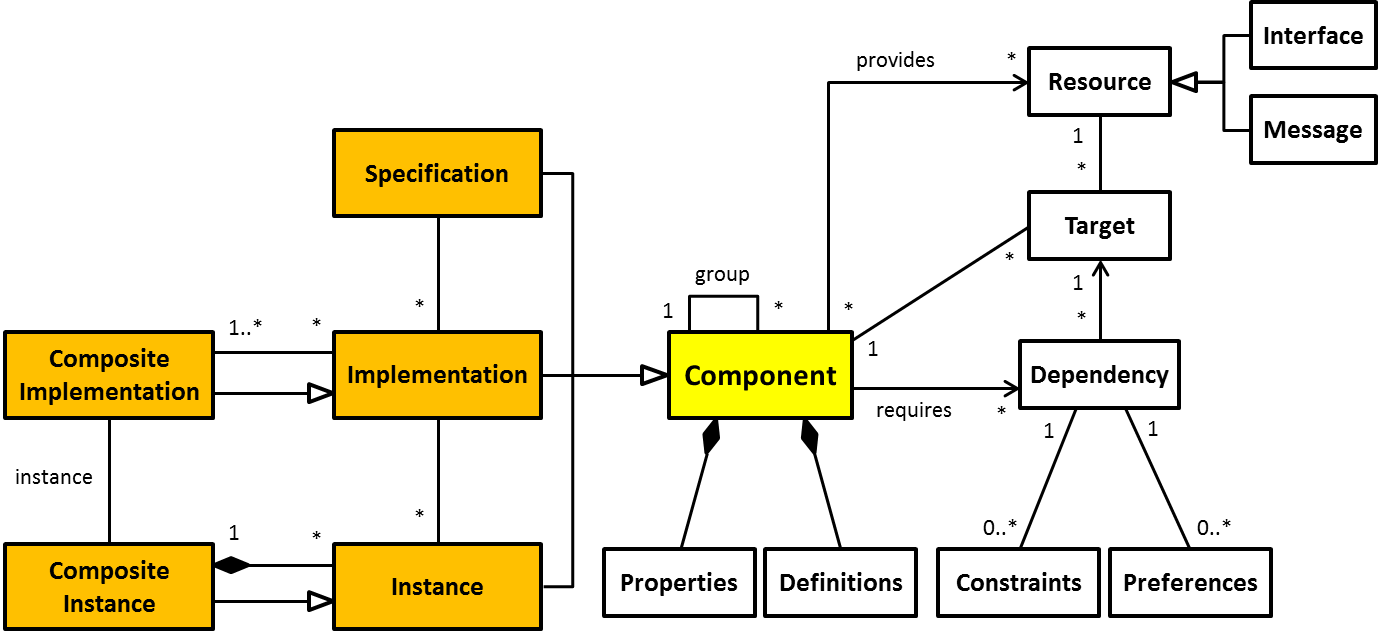 Interface
provides
*
Resource
Message
1
*
Specification
Target
*
group
1
*
*
1
*
*
1..*
*
1
Composite
Implementation
Implementation
Component
Dependency
requires
*
1
1
instance
*
1
*
0..*
0..*
Composite
Instance
Instance
Properties
Definitions
Constraints
Preferences